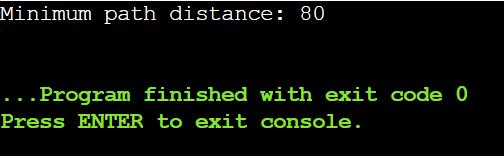 Minimum path distance: 80
...Program finished with exit code 0
Press ENTER to exit console.